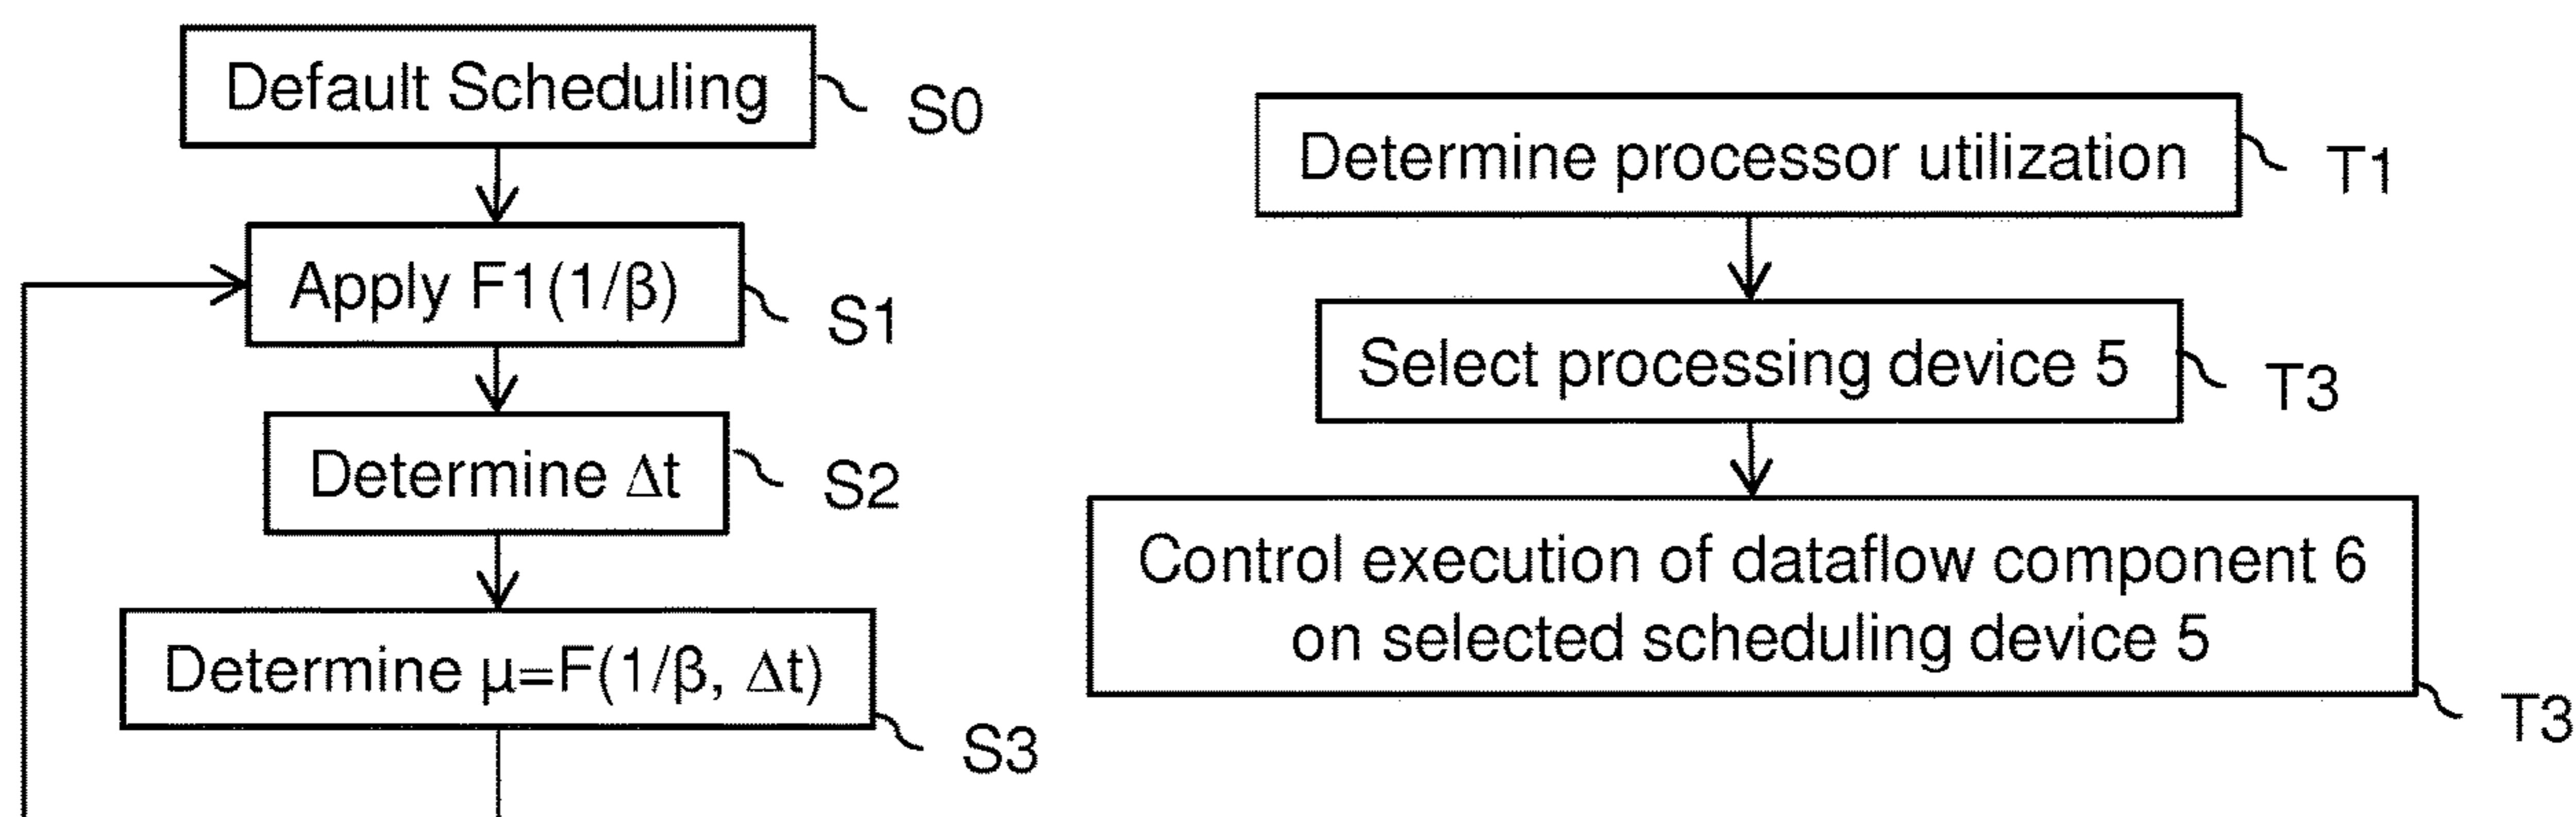 Default Scheduling
S0
Apply F1(1/β)
S1
Determine Δt
S2
Determine μ=F(1/β, Δt)
S3
Determine processor utilization
T1
Select processing device 5
T3
Control execution of dataflow component 6
on selected scheduling device 5
T3